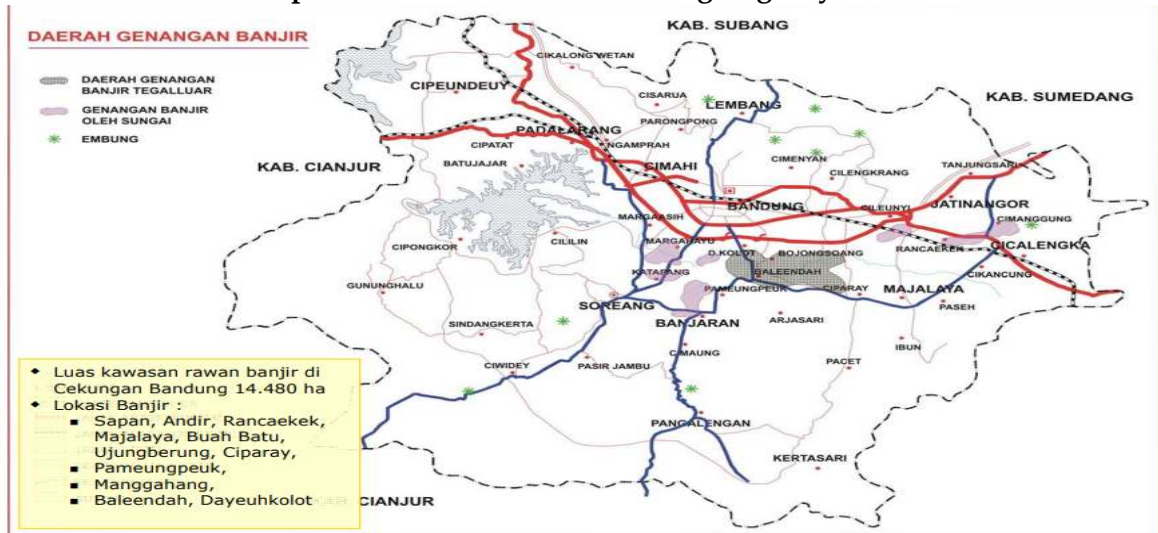 KAB. SUBANG
DAERAH GENANGAN BANJIR
DAERAH GENANGAN
BANJIR TEGALLUAR
GENANGAN BANJIR
OLEH SUNGAI
EMBUNG
CIKALONG WETAN
CIPEUNDEUY
CISARUA
LEMBANG
KAB. SUMEDANG
PARONGPONG
PADALARANG
CIPATAT
NGAMPRAH
KAB. CIANJUR
BATUJAJAR
CIMAHI
CIMENYAN
CILENGKRANG
TANJUNGSARI
BANDUNG
CILEUNYI
JATINANGOR
MARGAASIH
CIMANGGUNG
CIPONGKOR
CILILIN
MARGAHAYU
D.KOLOT
BOJONGSOANG
RANCAEKEK
CICALENGKA
KATAPANG
BALEENDAH
CIKANCUNG
GUNUNGHALU
SOREANG
PAMEUNGPEUK
CIPARAY
MAJALAYA
PASEH
SINDANGKERTA
BANJARAN
ARJASARI
IBUN
CIMAUNG
PACET
CIWIDEY
PASIR JAMBU
PANGALENGAN
KERTASARI
Luas kawasan rawan banjir di
Cekungan Bandung 14.480 ha
Lokasi Banjir :
Sapan, Andir, Rancaekek,
Majalaya, Buah Batu,
Ujungberung, Ciparay,
Pameungpeuk,
Manggahang,
Baleendah, Dayeuhkolot
CIANJUR